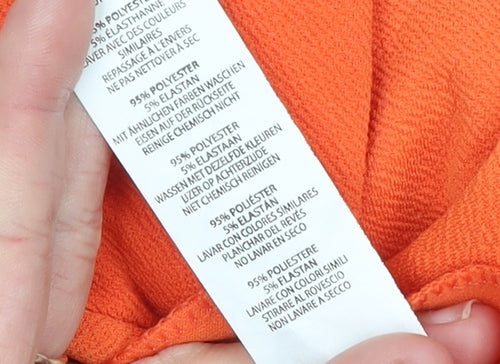 95% POLYESTER
5% ÉLASTHANNE
LAVER AVEC DES COULEURS
SIMILAIRES
REPASSAGE À L'ENVERS
NE PAS NETTOYER À SEC
95% POLYESTER
5% ELASTAN
MIT ÄHNLICHEN FARBEN WASCHEN
EISEN AUF DER RÜCKSEITE
REINIGE CHEMISCH NICHT
95% POLYESTER
5% ELASTAAN
WASSEN MET DEZELFDE KLEUREN
IJZER OP ACHTERZIJDE
NIET CHEMISCH REINIGEN
95% POLIÉSTER
5% ELASTÁN
LAVAR CON COLORES SIMILARES
PLANCHAR DEL REVÉS
NO LAVAR EN SECO
95% POLIESTERE
5% ELASTAN
LAVARE CON COLORI SIMILI
STIRARE AL ROVESCIO
NON LAVARE A SECCO